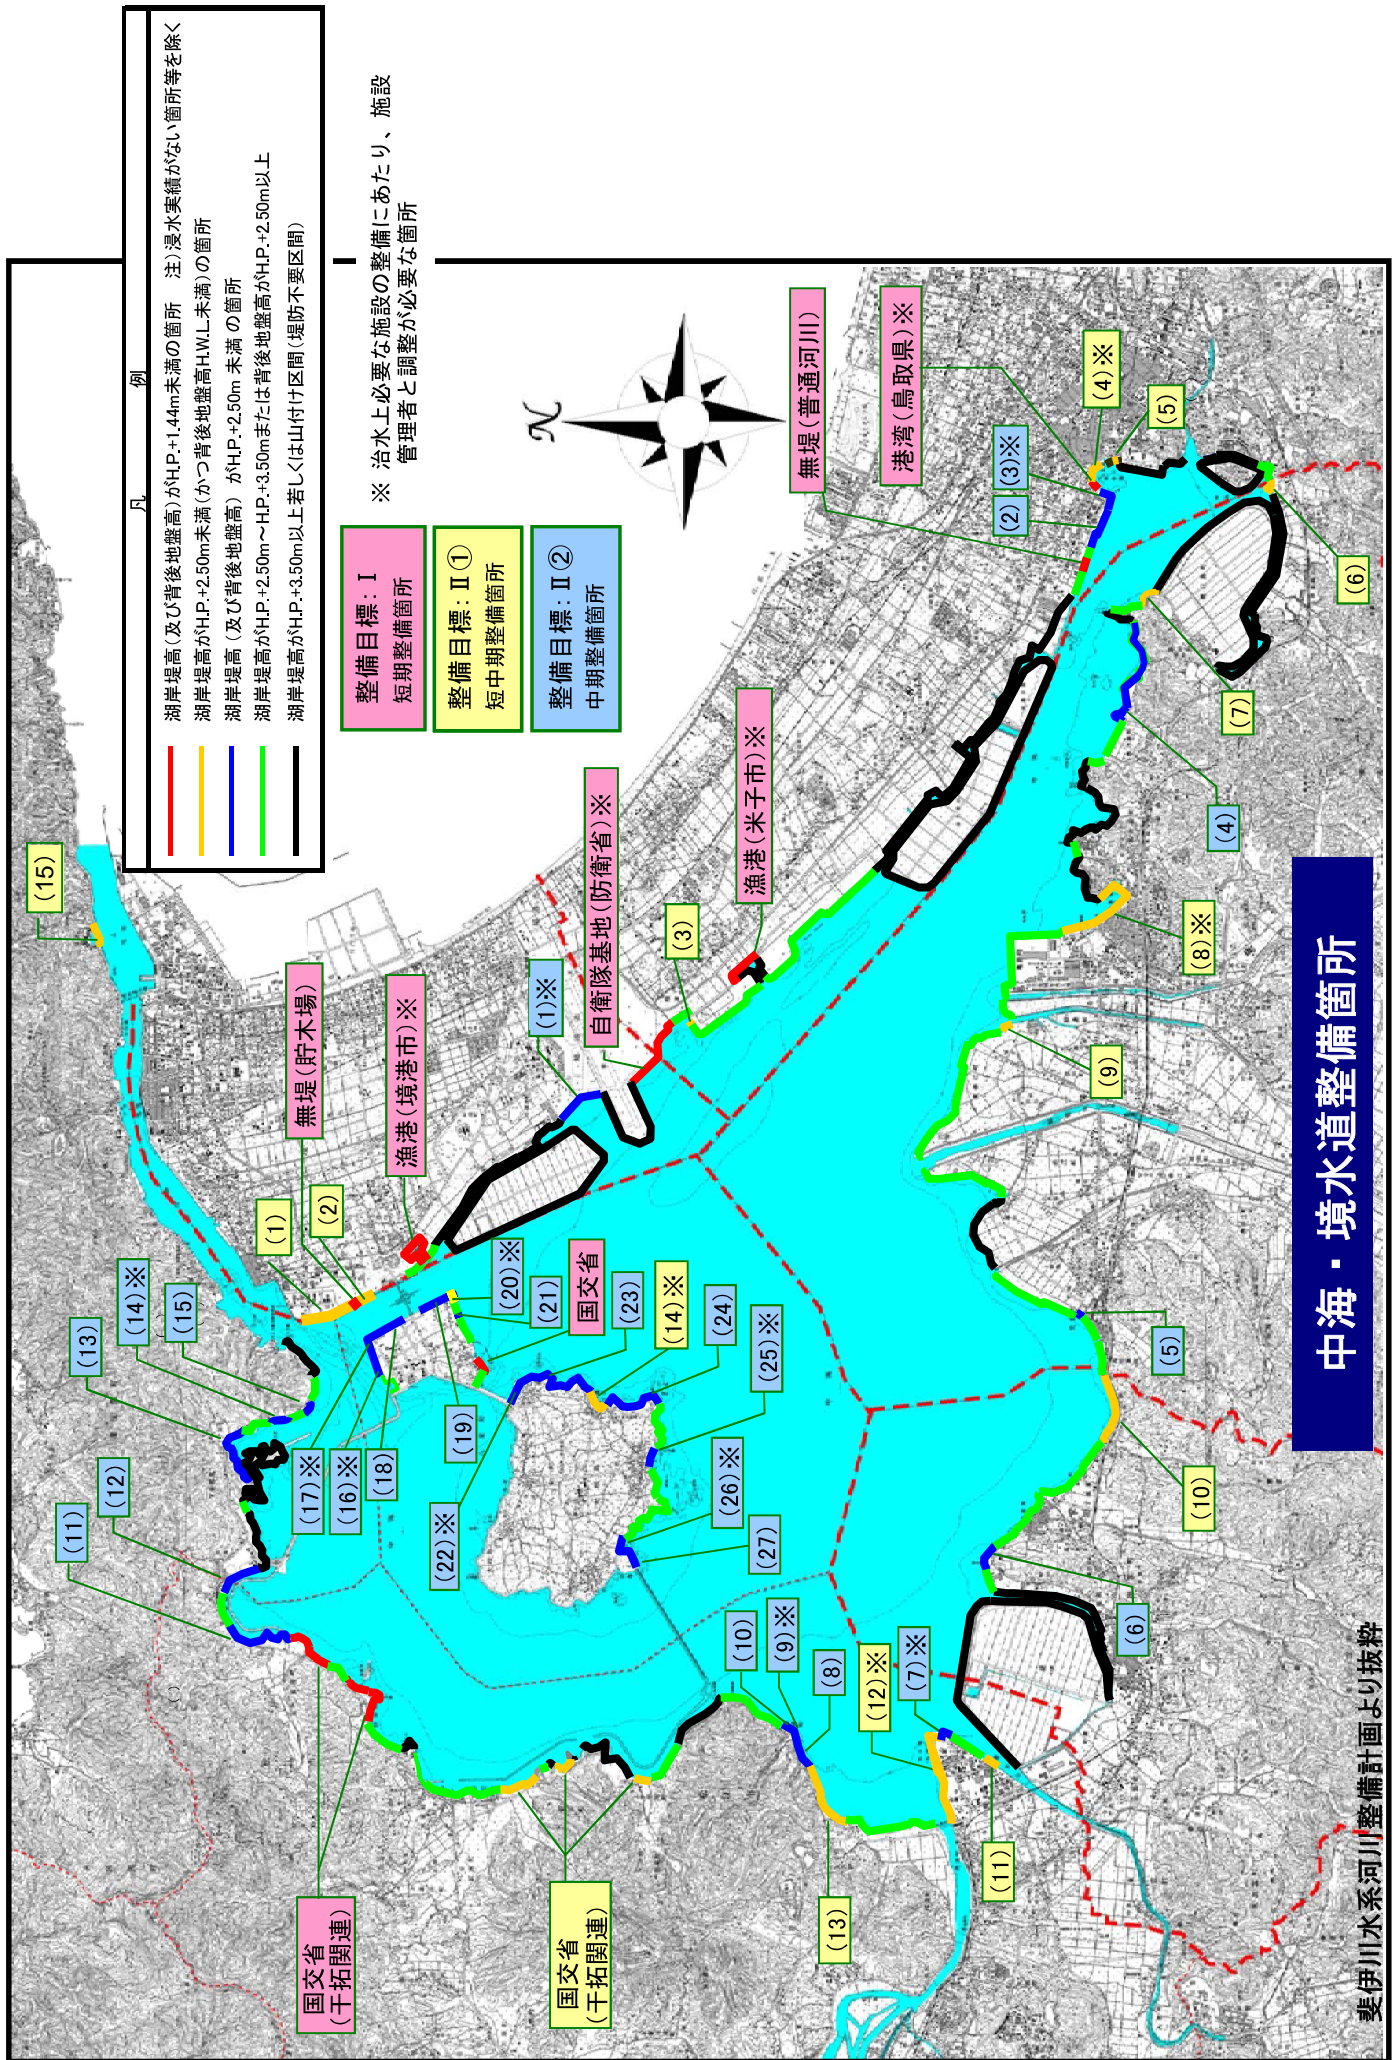 中海・境水道整備箇所
斐伊川水系河川整備計画より抜粋
凡　例
湖岸堤高(及び背後地盤高)がH.P.+1.44m未満の箇所　注)浸水実績がない箇所等を除く
湖岸堤高がH.P.+2.50m未満(かつ背後地盤高H.W.L.未満)の箇所
湖岸堤高（及び背後地盤高） がH.P.+2.50m 未満 の箇所
湖岸堤高がH.P.+2.50m～H.P.+3.50mまたは背後地盤高がH.P.+2.50m以上
湖岸堤高がH.P.+3.50m以上若しくは山付け区間(堤防不要区間)
※ 治水上必要な施設の整備にあたり、施設
管理者と調整が必要な箇所
整備目標：Ⅰ
短期整備箇所
整備目標：Ⅱ①
短中期整備箇所
整備目標：Ⅱ②
中期整備箇所
N
国交省
(干拓関連)
国交省
(干拓関連)
無堤(貯木場)
漁港(境港市)※
国交省
自衛隊基地(防衛省)※
漁港(米子市)※
無堤(普通河川)
港湾(鳥取県)※
(1)
(2)
(3)
(4)※
(5)
(6)
(7)
(8)※
(9)
(10)
(11)
(12)※
(13)
(14)※
(15)
(1)※
(2)
(3)※
(4)
(5)
(6)
(7)※
(8)
(9)※
(10)
(11)
(12)
(13)
(14)※
(15)
(16)※
(17)※
(18)
(19)
(20)※
(21)
(22)※
(23)
(24)
(25)※
(26)※
(27)